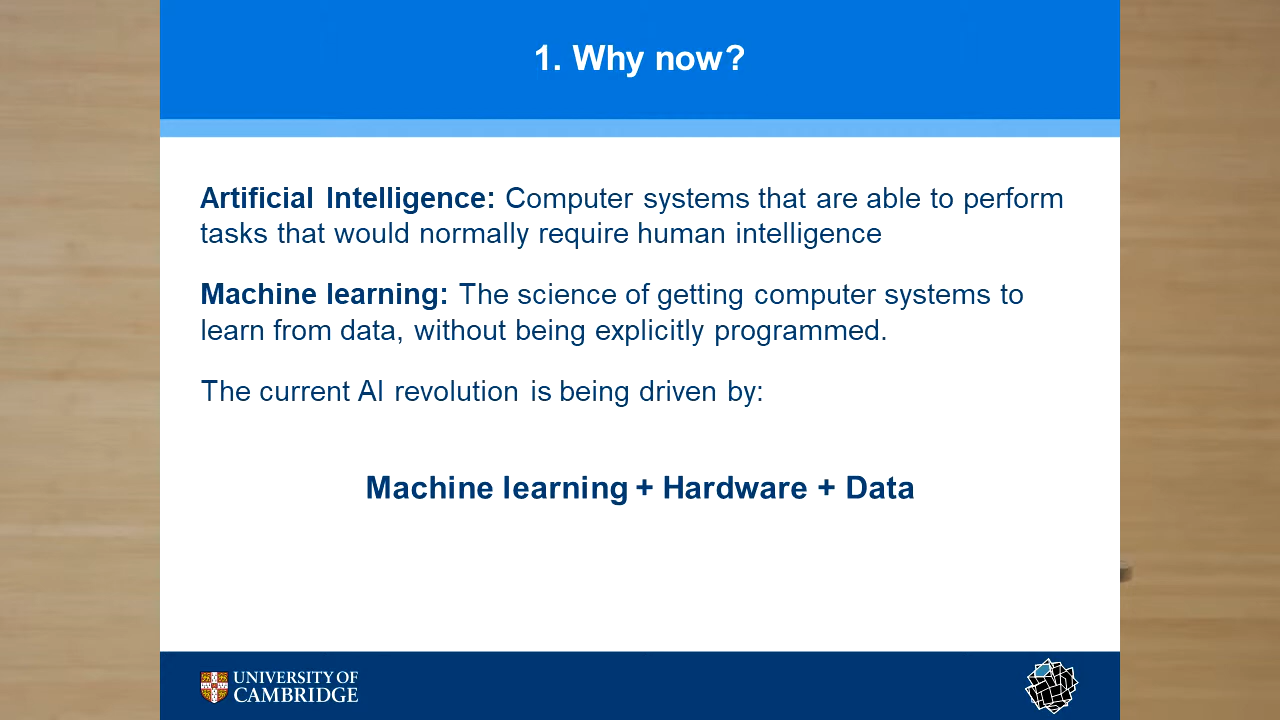 1. Why now?
Artificial Intelligence: Computer systems that are able to perform
tasks that would normally require human intelligence
Machine learning: The science of getting computer systems to
learn from data, without being explicitly programmed.
The current AI revolution is being driven by:
Machine learning + Hardware + Data
UNIVERSITY OF
CAMBRIDGE